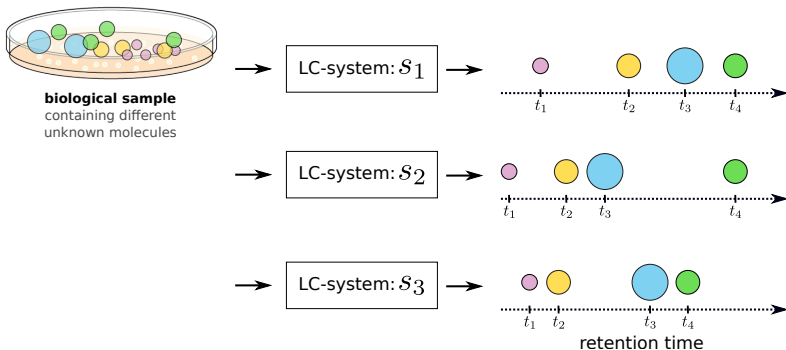 LC-system: s₁
t₁ t₂ t₃ t₄
biological sample
containing different
unknown molecules
LC-system: s₂
t₁ t₂ t₃ t₄
LC-system: s₃
t₁ t₂ t₃ t₄
retention time